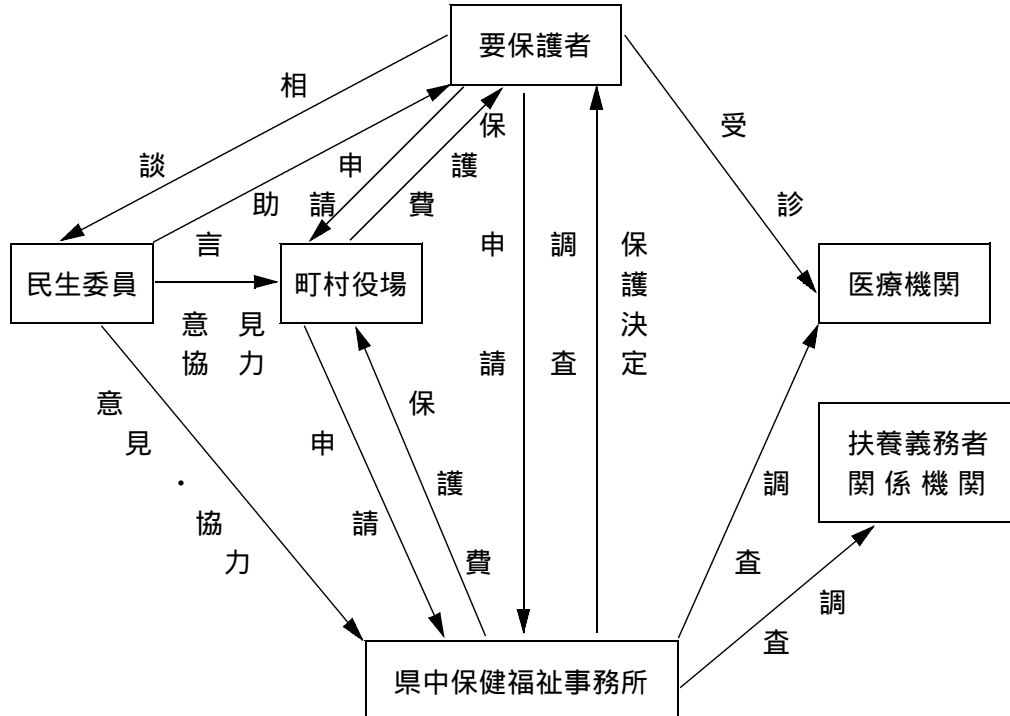 要保護者
相談
助言
申請
保護費
申請
調査
保護決定
受診
民生委員
町村役場
医療機関
意見
協力
意見・協力
申請
保護費
扶養義務者
関係機関
調査
調査
県中保健福祉事務所